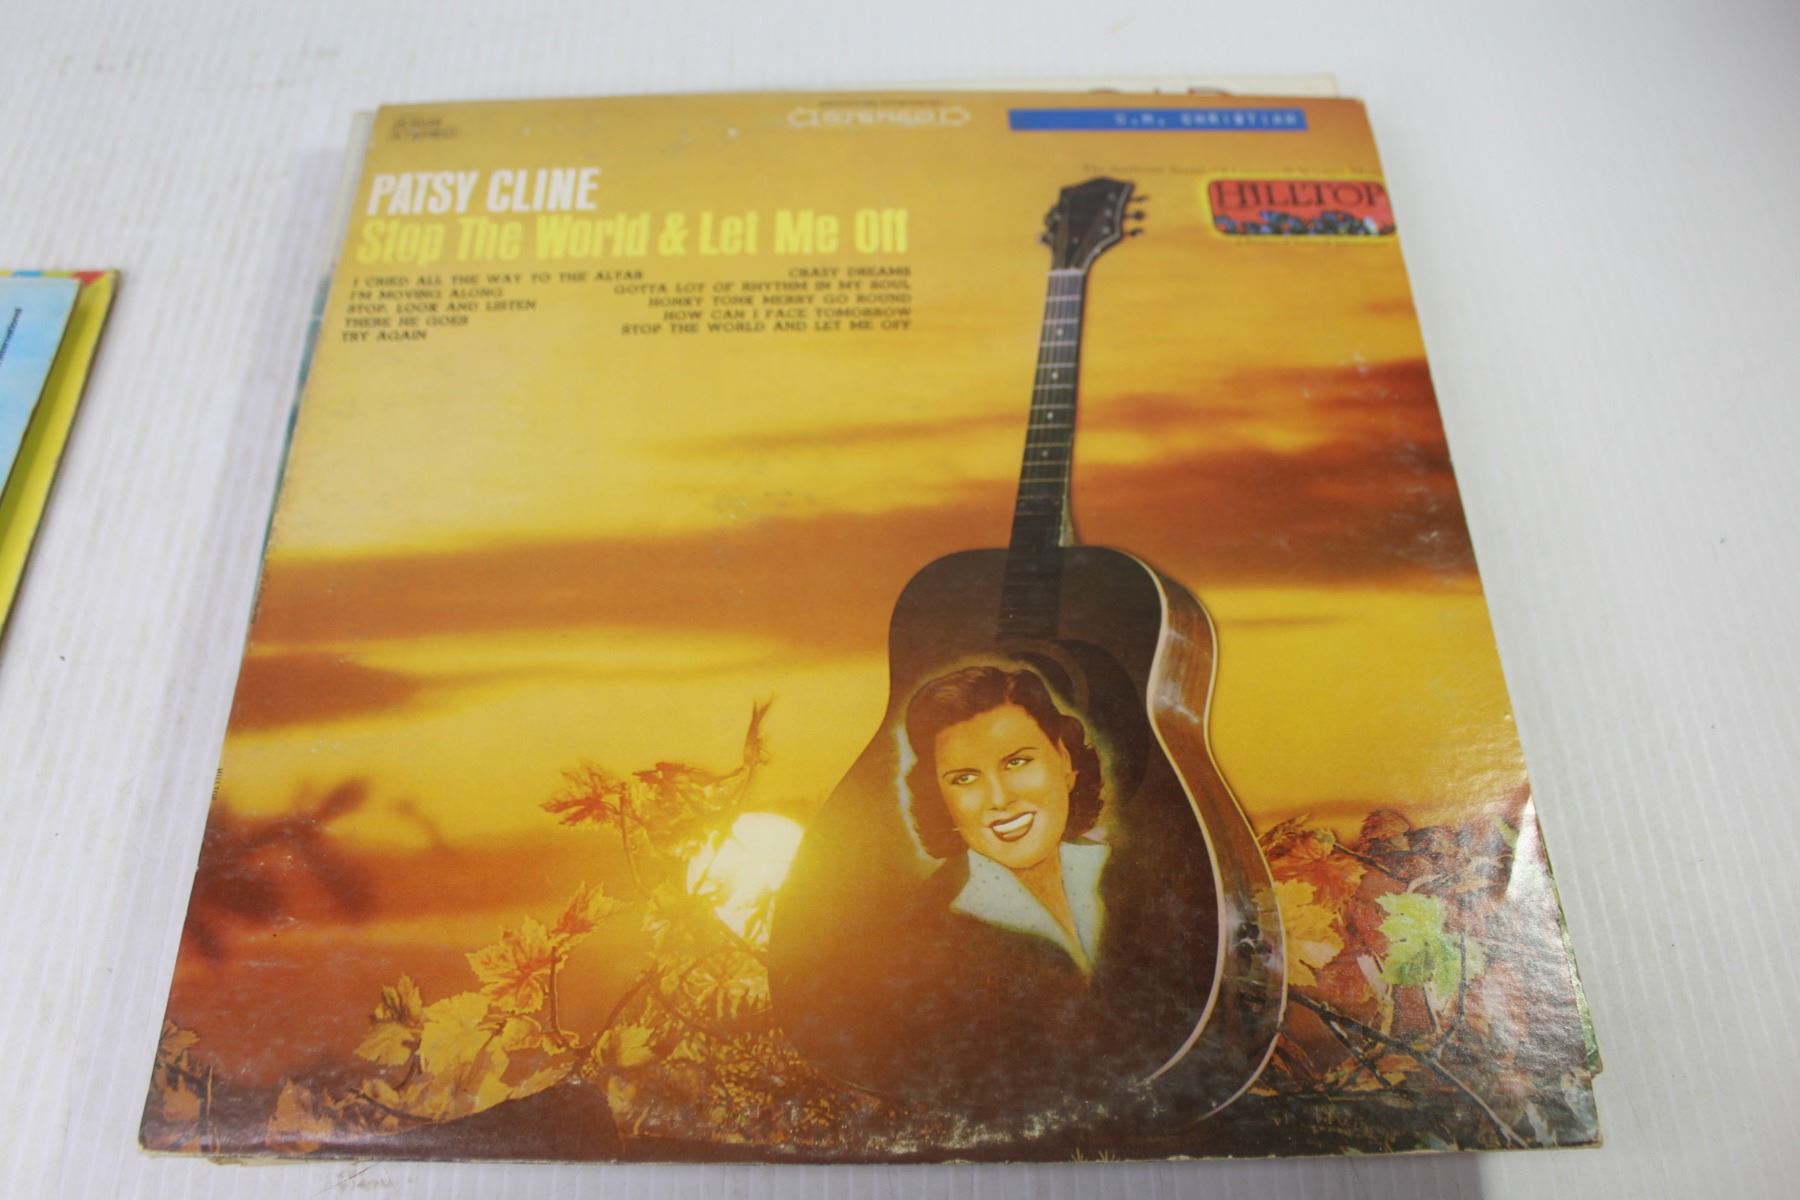 STEREO
STEREO
C.H. CHRISTIAN
PATSY CLINE
Stop The World & Let Me Off
HILLTOP
I CRIED ALL THE WAY TO THE ALTAR
I'M MOVING ALONG
STOP, LOOK AND LISTEN
THERE HE GOES
TRY AGAIN
CRAZY DREAMS
GOTTA LOT OF RHYTHM IN MY SOUL
HONKY TONK MERRY GO ROUND
HOW CAN I FACE TOMORROW
STOP THE WORLD AND LET ME OFF